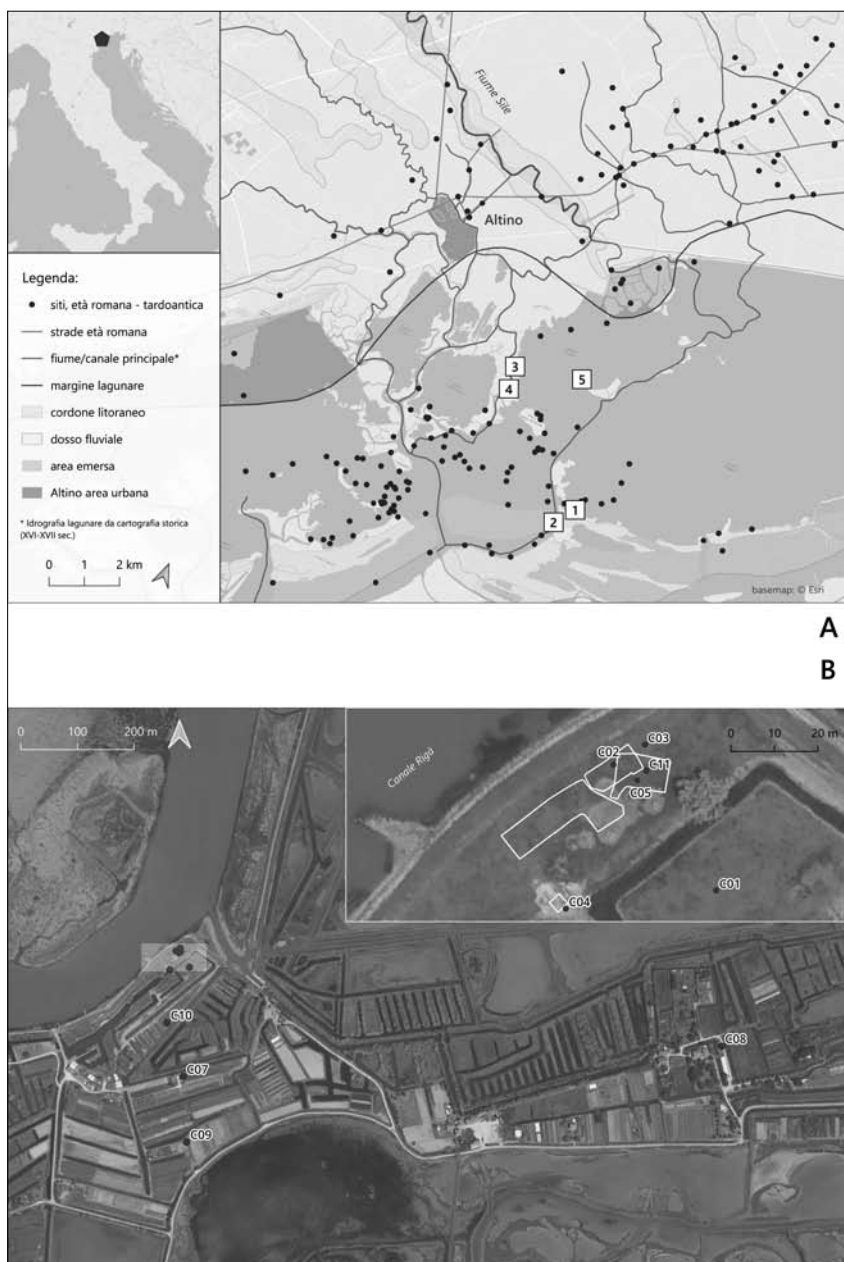 Fiume Sile
Altino
Legenda:
siti, età romana - tardoantica
strade età romana
fiume/canale principale*
margine lagunare
cordone litoraneo
dosso fluviale
area emersa
Altino area urbana
* Idrografia lagunare da cartografia storica
(XVI-XVII sec.)
0 1 2 km
3
4
5
1
2
basemap: © Esri
A
B
0 100 200 m
Canale Rigà
0 10 20 m
C03
C02
C11
C05
C01
C04
C10
C07
C08
C09